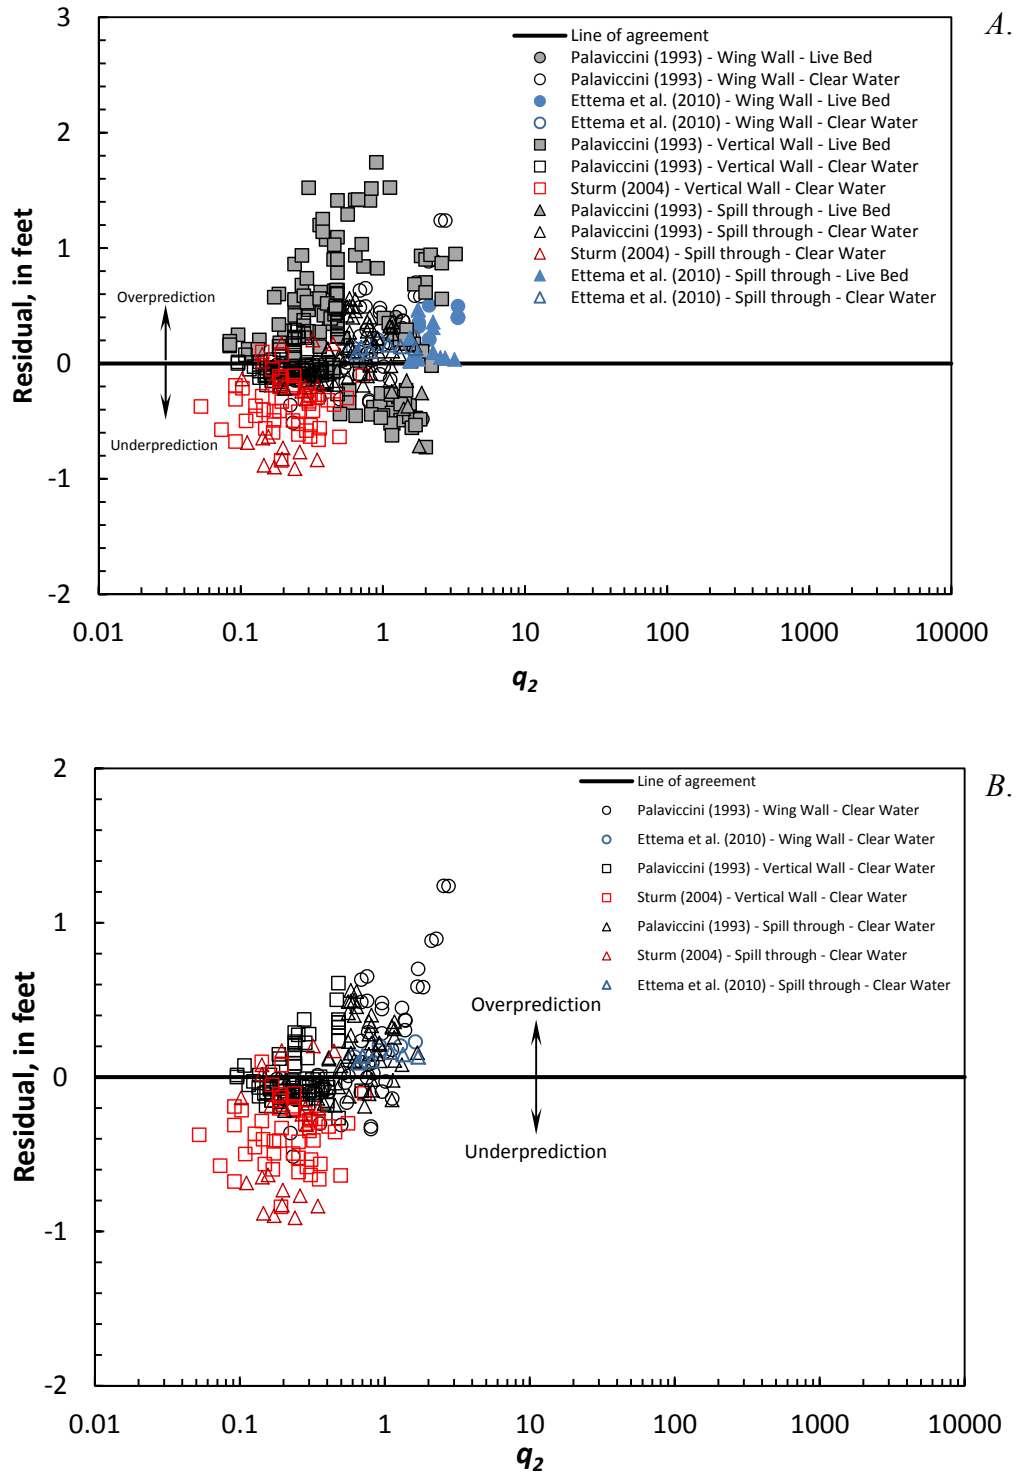 A.
3
2
1
0
-1
-2
Residual, in feet
Line of agreement
Palaviccini (1993) - Wing Wall - Live Bed
Palaviccini (1993) - Wing Wall - Clear Water
Ettema et al. (2010) - Wing Wall - Live Bed
Ettema et al. (2010) - Wing Wall - Clear Water
Palaviccini (1993) - Vertical Wall - Live Bed
Palaviccini (1993) - Vertical Wall - Clear Water
Sturm (2004) - Vertical Wall - Clear Water
Palaviccini (1993) - Spill through - Live Bed
Palaviccini (1993) - Spill through - Clear Water
Sturm (2004) - Spill through - Clear Water
Ettema et al. (2010) - Spill through - Live Bed
Ettema et al. (2010) - Spill through - Clear Water
Overprediction
Underprediction
0.01 0.1 1 10 100 1000 10000
q2
B.
2
1
0
-1
-2
Residual, in feet
Line of agreement
Palaviccini (1993) - Wing Wall - Clear Water
Ettema et al. (2010) - Wing Wall - Clear Water
Palaviccini (1993) - Vertical Wall - Clear Water
Sturm (2004) - Vertical Wall - Clear Water
Palaviccini (1993) - Spill through - Clear Water
Sturm (2004) - Spill through - Clear Water
Ettema et al. (2010) - Spill through - Clear Water
Overprediction
Underprediction
0.01 0.1 1 10 100 1000 10000
q2